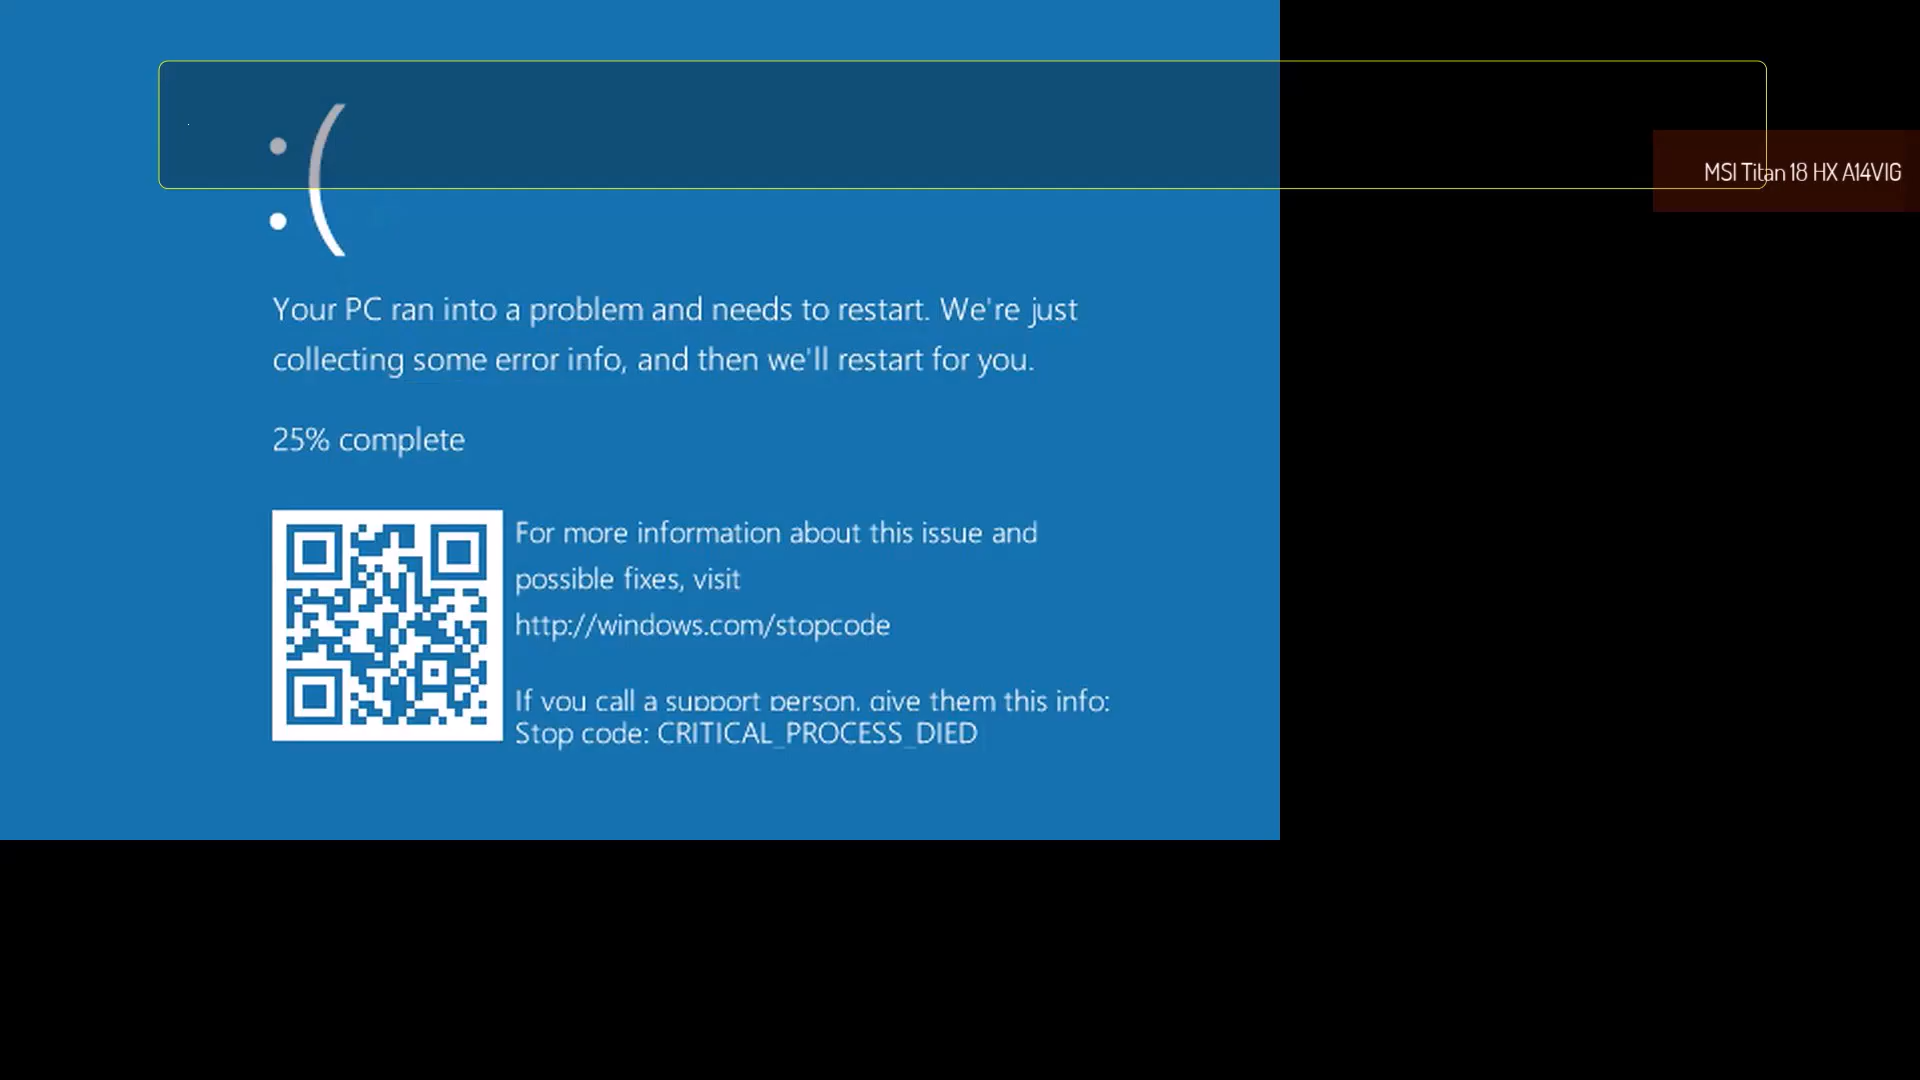 :(
MSI Titan 18 HX A14VIG
Your PC ran into a problem and needs to restart. We're just
collecting some error info, and then we'll restart for you.
25% complete
For more information about this issue and
possible fixes, visit
http://windows.com/stopcode
If you call a support person, give them this info:
Stop code: CRITICAL_PROCESS_DIED